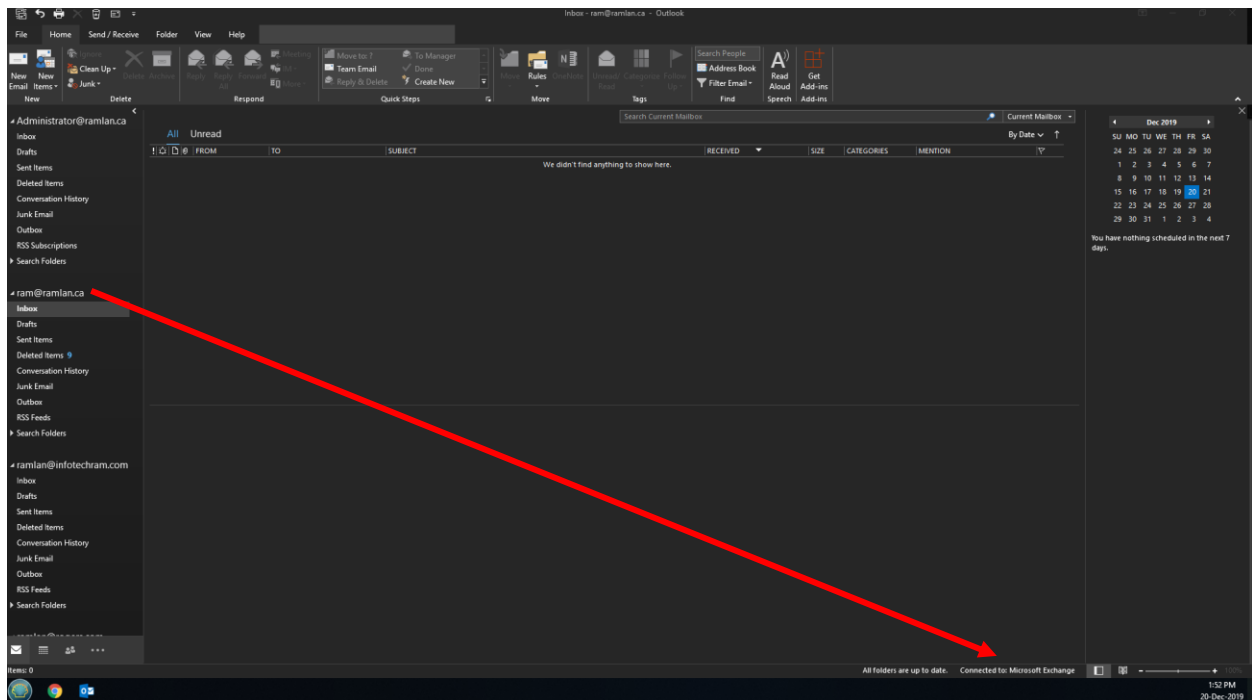 Inbox - ram@ramlan.ca - Outlook
File Home Send / Receive Folder View Help
New Email
New Items
Ignore
Clean Up
Junk
Delete
Archive
Reply
Reply All
Forward
Meeting
More
Move to: ?
Team Email
Reply & Delete
To Manager
Done
Create New
Move
Rules
OneNote
Unread/ Read
Categorize
Follow Up
Search People
Address Book
Filter Email
Read Aloud
Get Add-ins
New Delete Respond Quick Steps Move Tags Find Speech Add-ins
Administrator@ramlan.ca
Inbox
Drafts
Sent Items
Deleted Items
Conversation History
Junk Email
Outbox
RSS Subscriptions
Search Folders
ram@ramlan.ca
Inbox
Drafts
Sent Items
Deleted Items 9
Conversation History
Junk Email
Outbox
RSS Feeds
Search Folders
ramlan@infotechram.com
Inbox
Drafts
Sent Items
Deleted Items
Conversation History
Junk Email
Outbox
RSS Feeds
Search Folders
Search Current Mailbox Current Mailbox
All Unread By Date
FROM TO SUBJECT RECEIVED SIZE CATEGORIES MENTION
We didn't find anything to show here.
Dec 2019
SU MO TU WE TH FR SA
24 25 26 27 28 29 30
1 2 3 4 5 6 7
8 9 10 11 12 13 14
15 16 17 18 19 20 21
22 23 24 25 26 27 28
29 30 31 1 2 3 4
You have nothing scheduled in the next 7
days.
Items: 0 All folders are up to date. Connected to: Microsoft Exchange 100%
1:52 PM
20-Dec-2019